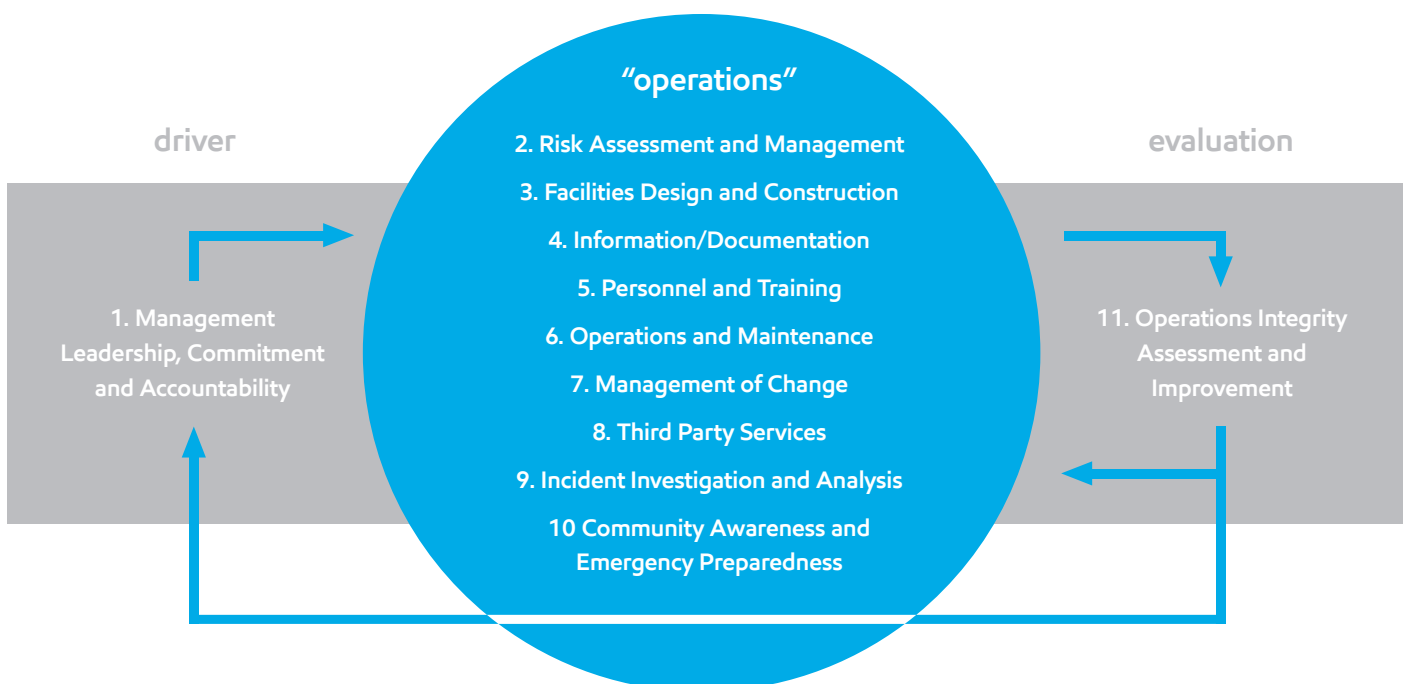 driver
1. Management
Leadership, Commitment
and Accountability
“operations”
2. Risk Assessment and Management
3. Facilities Design and Construction
4. Information/Documentation
5. Personnel and Training
6. Operations and Maintenance
7. Management of Change
8. Third Party Services
9. Incident Investigation and Analysis
10 Community Awareness and
Emergency Preparedness
evaluation
11. Operations Integrity
Assessment and
Improvement